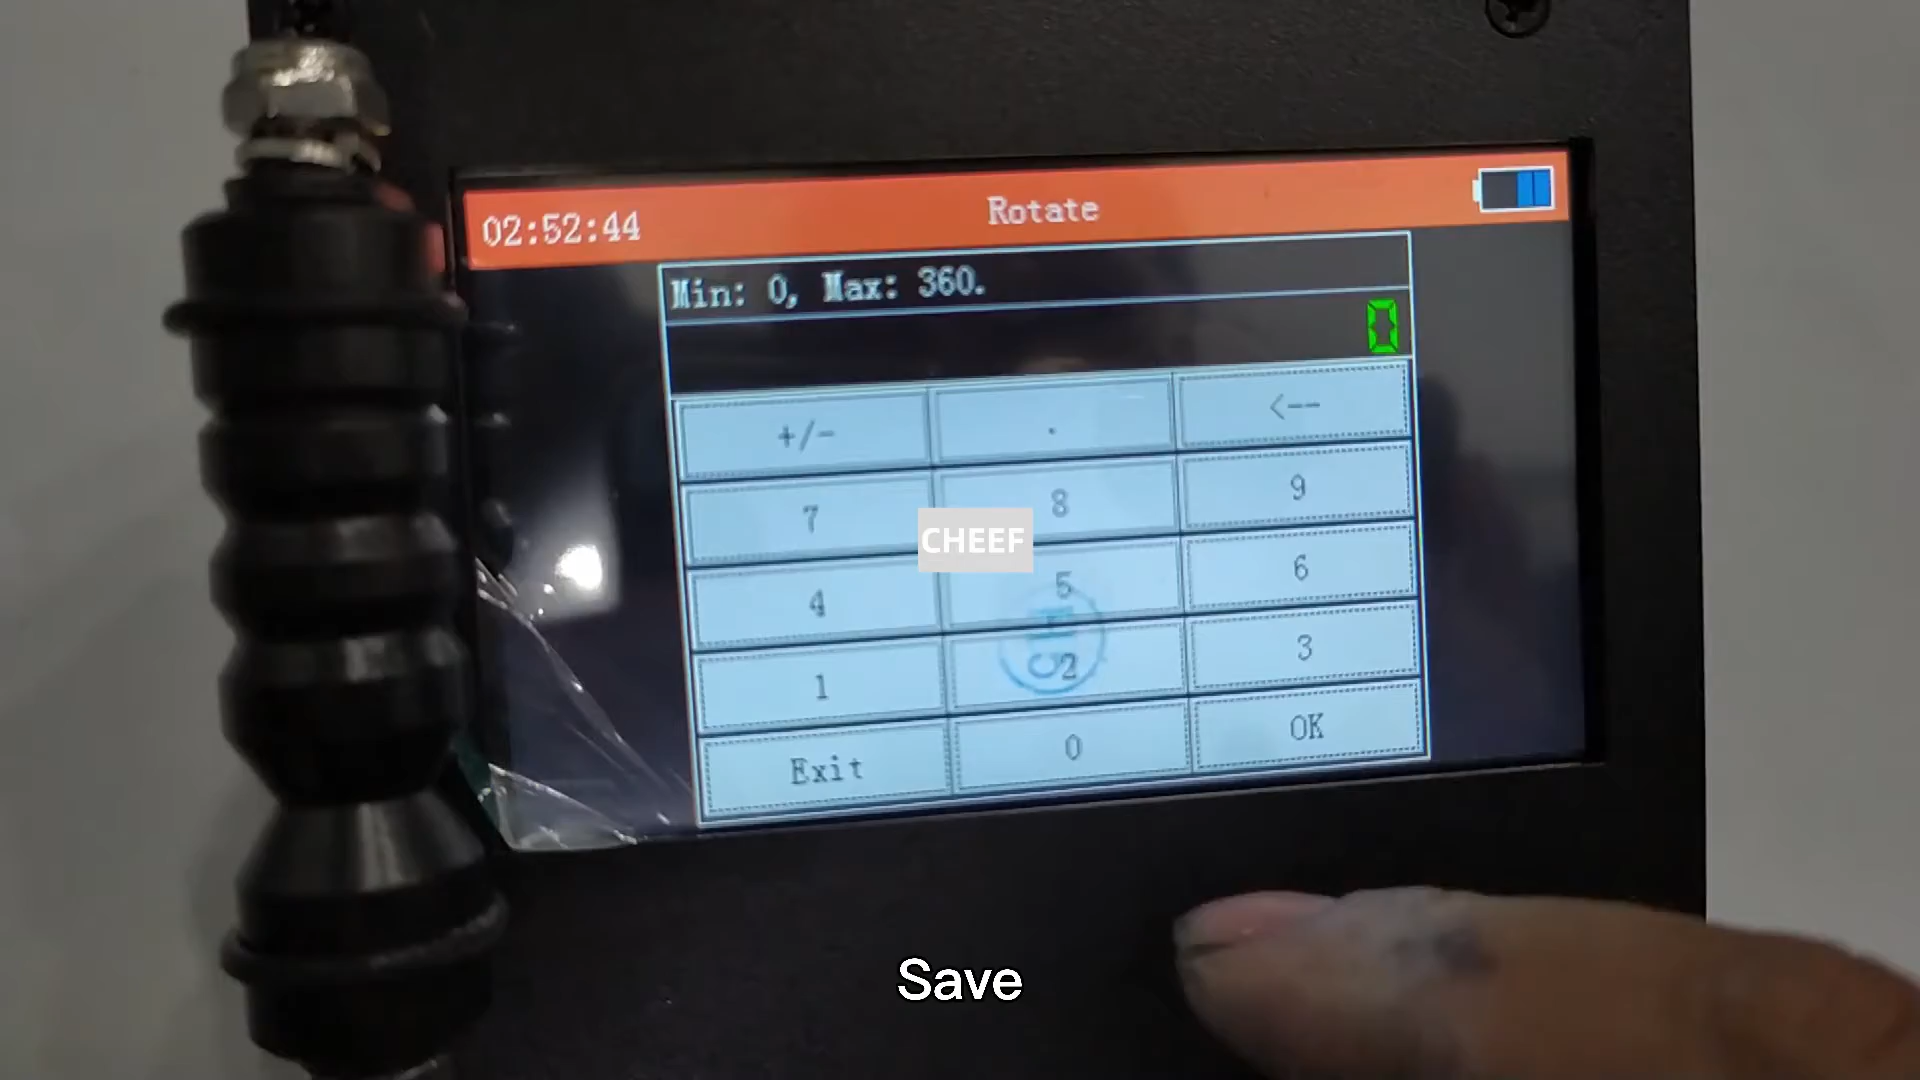 02:52:44
Rotate
Min: 0, Max: 360.
0
+/-
.
<--
7
8
9
CHEEF
4
5
6
1
2
3
Exit
0
OK
Save